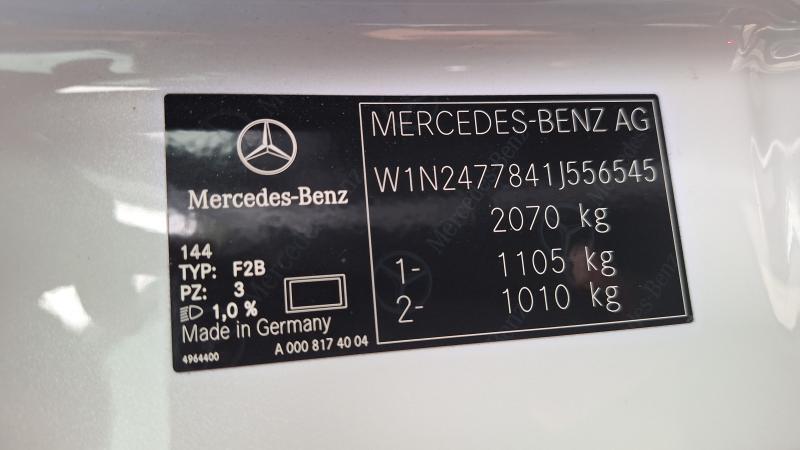 Mercedes-Benz
144
TYP: F2B
PZ: 3
1,0 %
Made in Germany
4964400
A 000 817 40 04
MERCEDES-BENZ AG
W1N2477841J556545
2070 kg
1- 1105 kg
2- 1010 kg